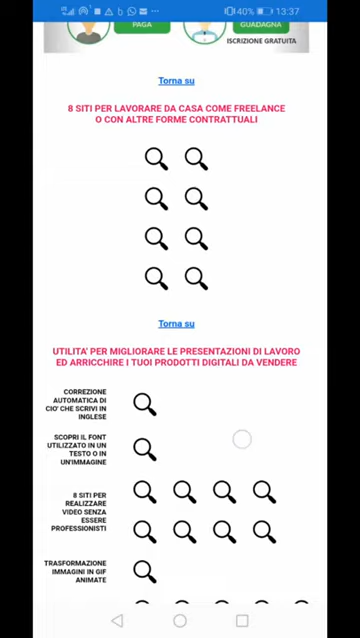 40% 13:37
PAGA
GUADAGNA
ISCRIZIONE GRATUITA
Torna su
8 SITI PER LAVORARE DA CASA COME FREELANCE
O CON ALTRE FORME CONTRATTUALI
Torna su
UTILITA' PER MIGLIORARE LE PRESENTAZIONI DI LAVORO
ED ARRICCHIRE I TUOI PRODOTTI DIGITALI DA VENDERE
CORREZIONE
AUTOMATICA DI
CIO' CHE SCRIVI IN
INGLESE
SCOPRI IL FONT
UTILIZZATO IN UN
TESTO O IN
UN'IMMAGINE
8 SITI PER
REALIZZARE
VIDEO SENZA
ESSERE
PROFESSIONISTI
TRASFORMAZIONE
IMMAGINI IN GIF
ANIMATE